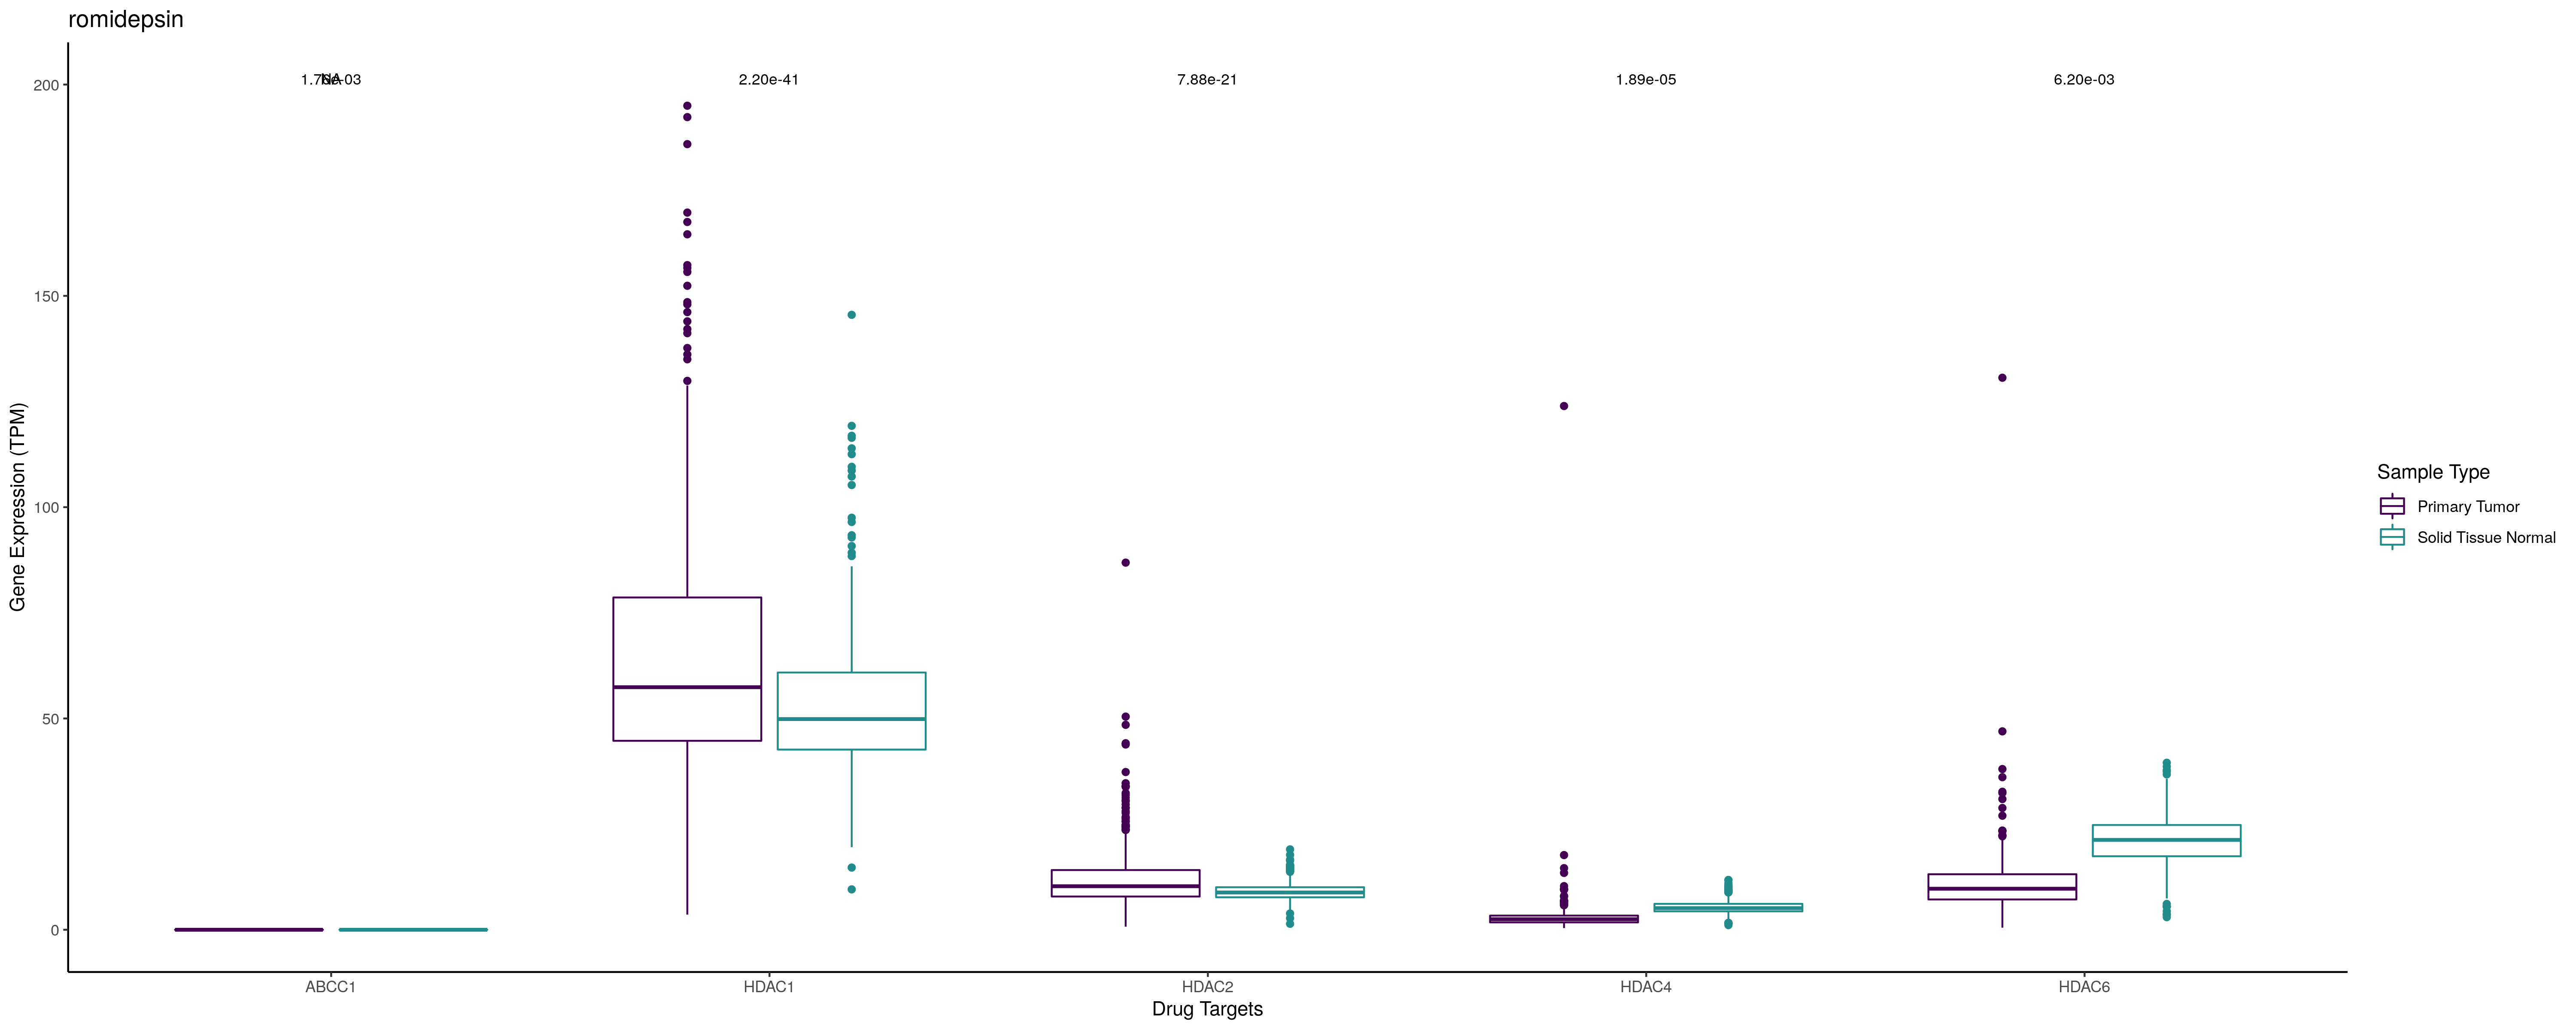 romidepsin
NA
2.20e-41
7.88e-21
1.89e-05
6.20e-03
200
150
100
50
0
Gene Expression (TPM)
ABCC1
HDAC1
HDAC2
HDAC4
HDAC6
Drug Targets
Sample Type
Primary Tumor
Solid Tissue Normal